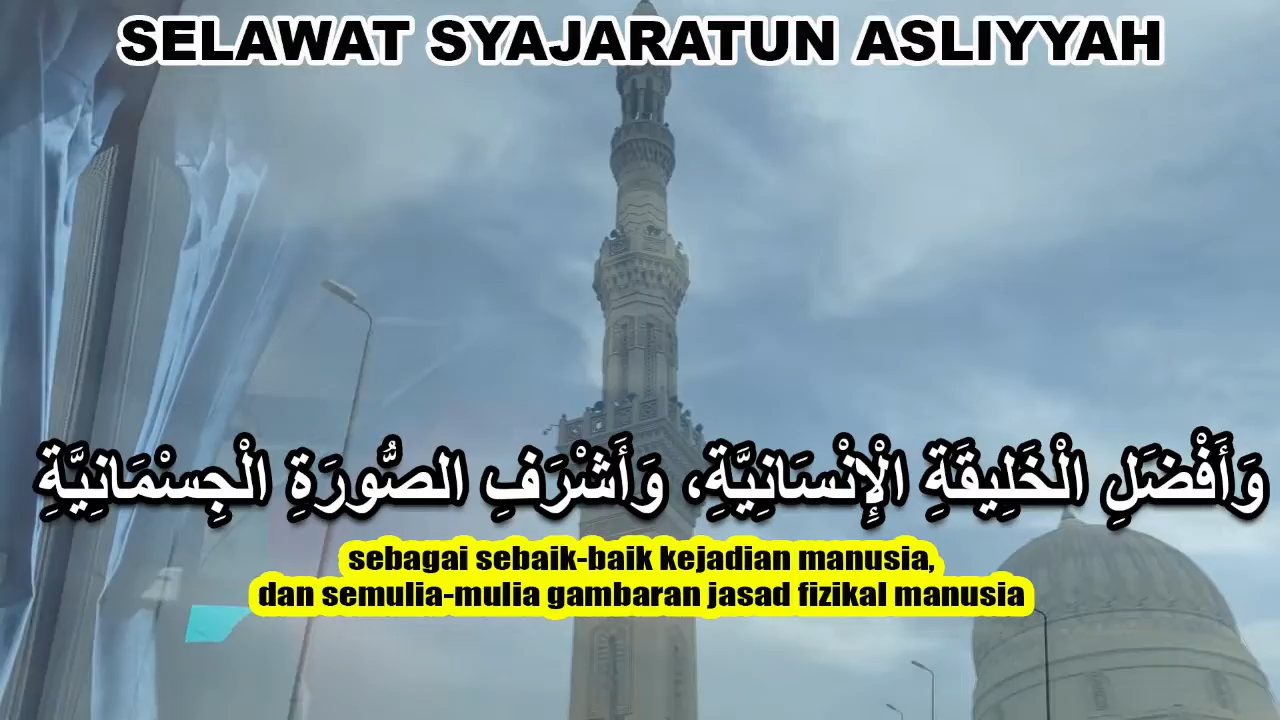 SELAWAT SYAJARATUN ASLIYYAH
وَأَفْضَلِ الْخَلِيقَةِ الْإِنْسَانِيَّةِ، وَأَشْرَفِ الصُّورَةِ الْجِسْمَانِيَّةِ
sebagai sebaik-baik kejadian manusia,
dan semulia-mulia gambaran jasad fizikal manusia